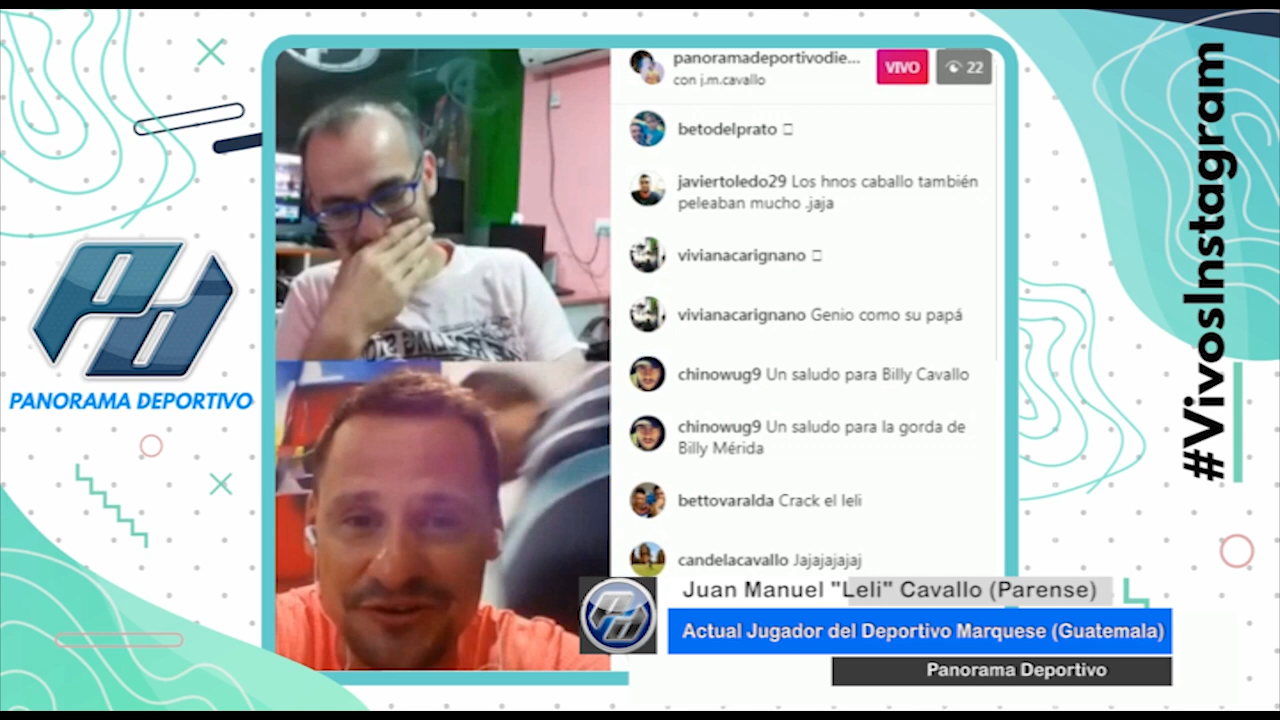 panoramadeportivodie...
VIVO
22
con j.m.cavallo
betodelprato
javiertoledo29 Los hnos caballo también
peleaban mucho .jaja
vivianacarignano
vivianacarignano Genio como su papá
chinowug9 Un saludo para Billy Cavallo
chinowug9 Un saludo para la gorda de
Billy Mérida
bettovaralda Crack el leli
candelacavallo Jajajajajaj
PD
PANORAMA DEPORTIVO
#VivosInstagram
PD
Juan Manuel "Leli" Cavallo (Parense)
Actual Jugador del Deportivo Marquese (Guatemala)
Panorama Deportivo